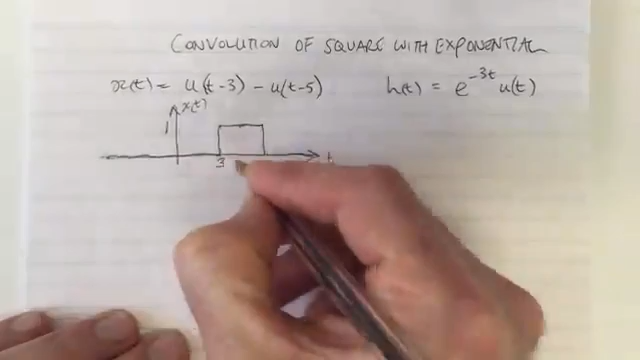 CONVOLUTION OF SQUARE WITH EXPONENTIAL
x(t) = u(t-3) - u(t-5) h(t) = e^{-3t} u(t)
x(t)
1
3